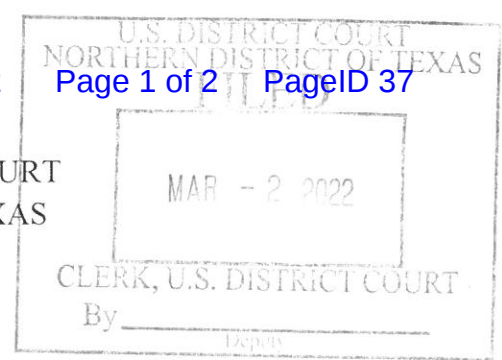 U.S. DISTRICT COURT
NORTHERN DISTRICT OF TEXAS
FILED
Page 1 of 2 PageID 37
URT
XAS
MAR - 2 2022
CLERK, U.S. DISTRICT COURT
By
Deputy